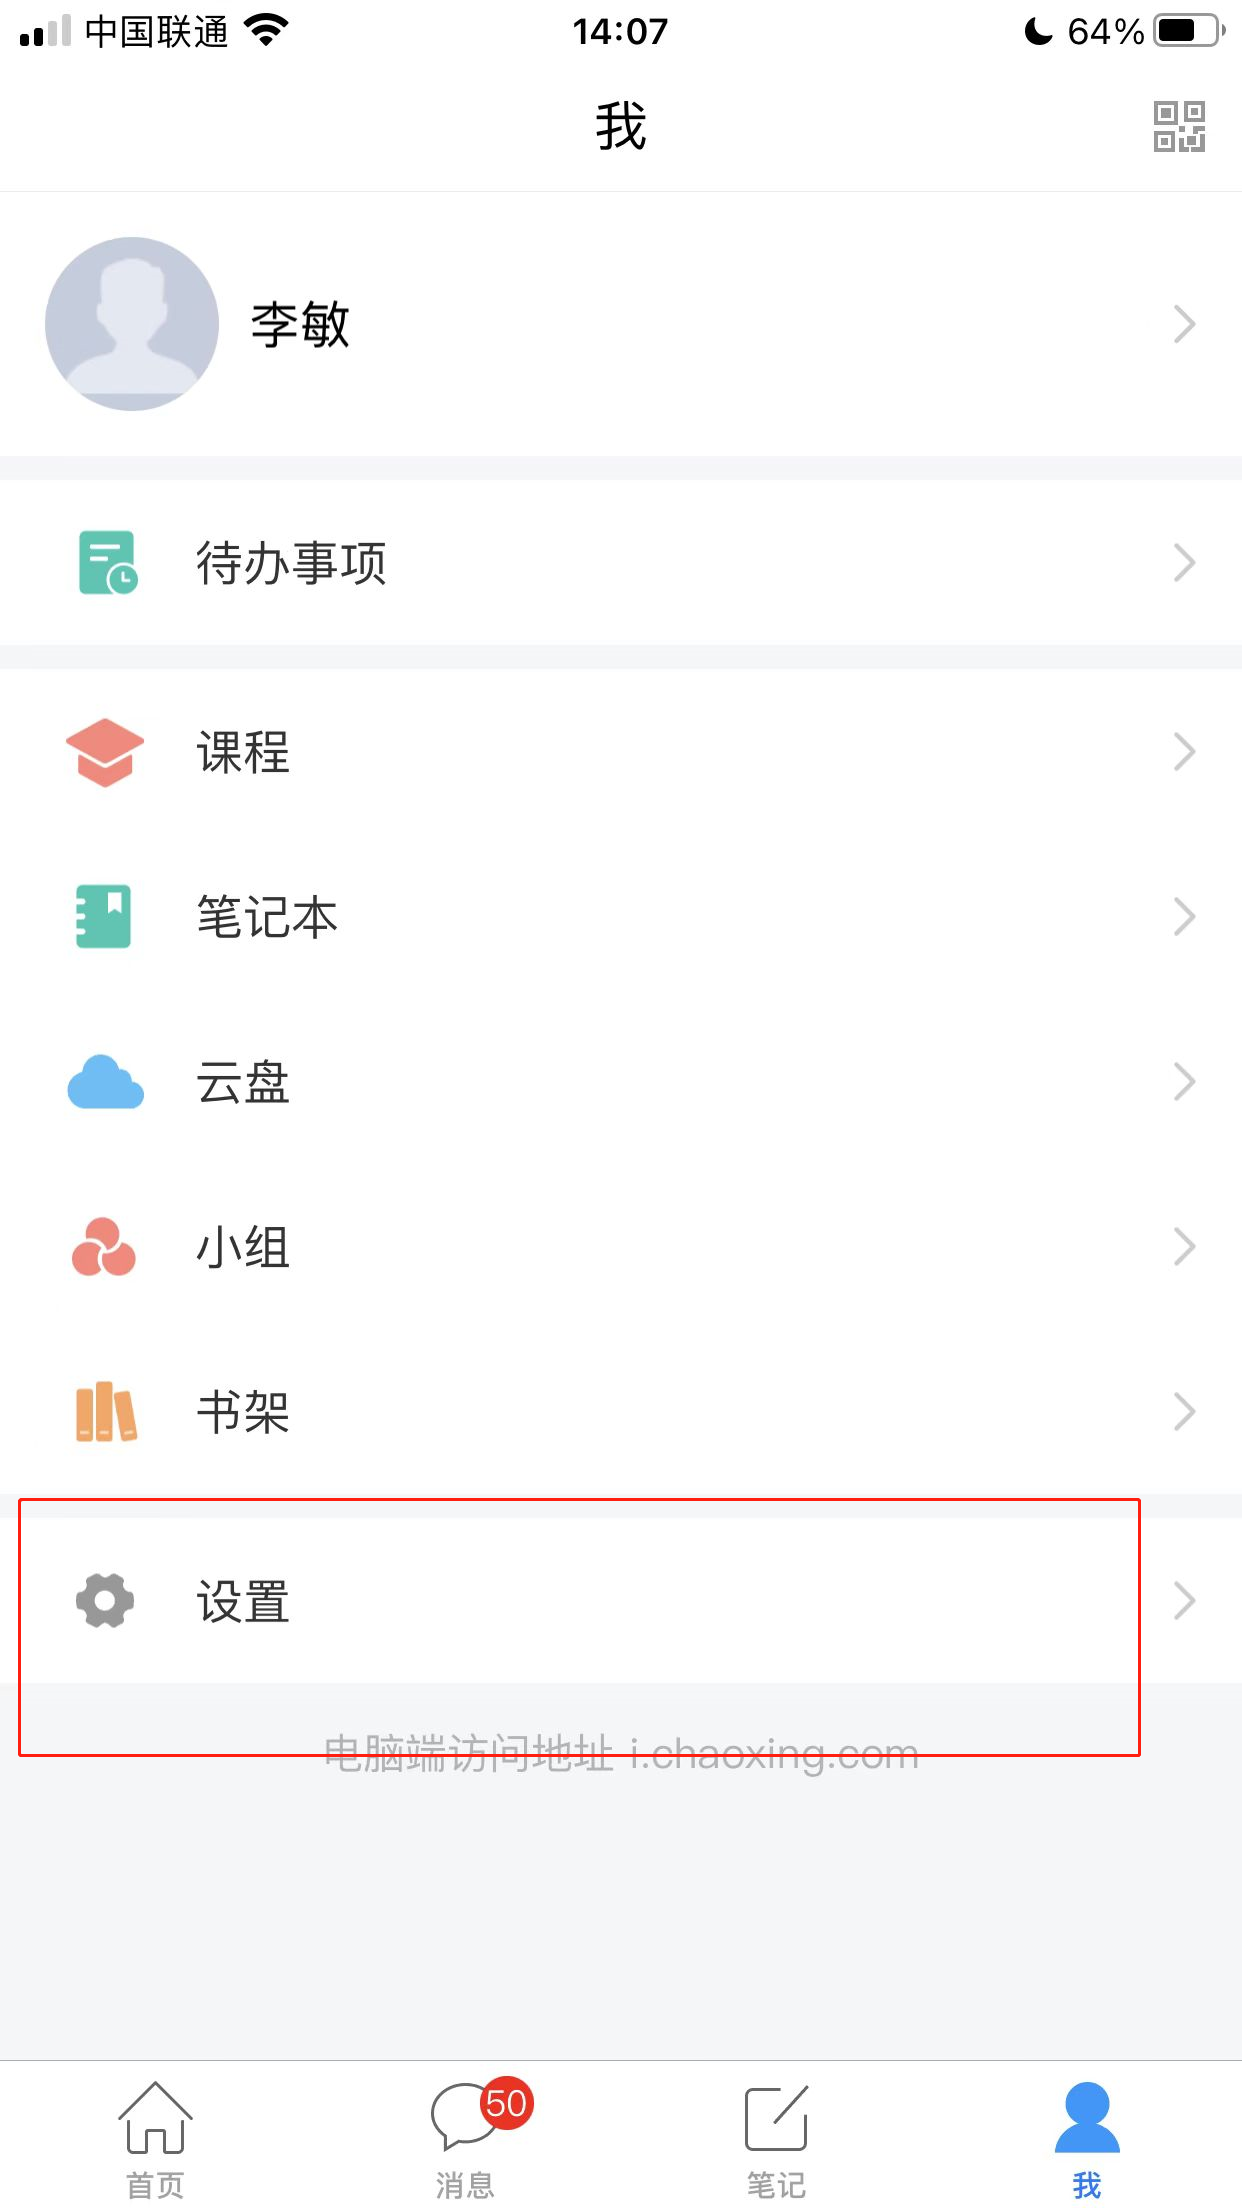 中国联通 14:07 64%
我
李敏
待办事项
课程
笔记本
云盘
小组
书架
设置
电脑端访问地址 i.chaoxing.com
50
首页 消息 笔记 我